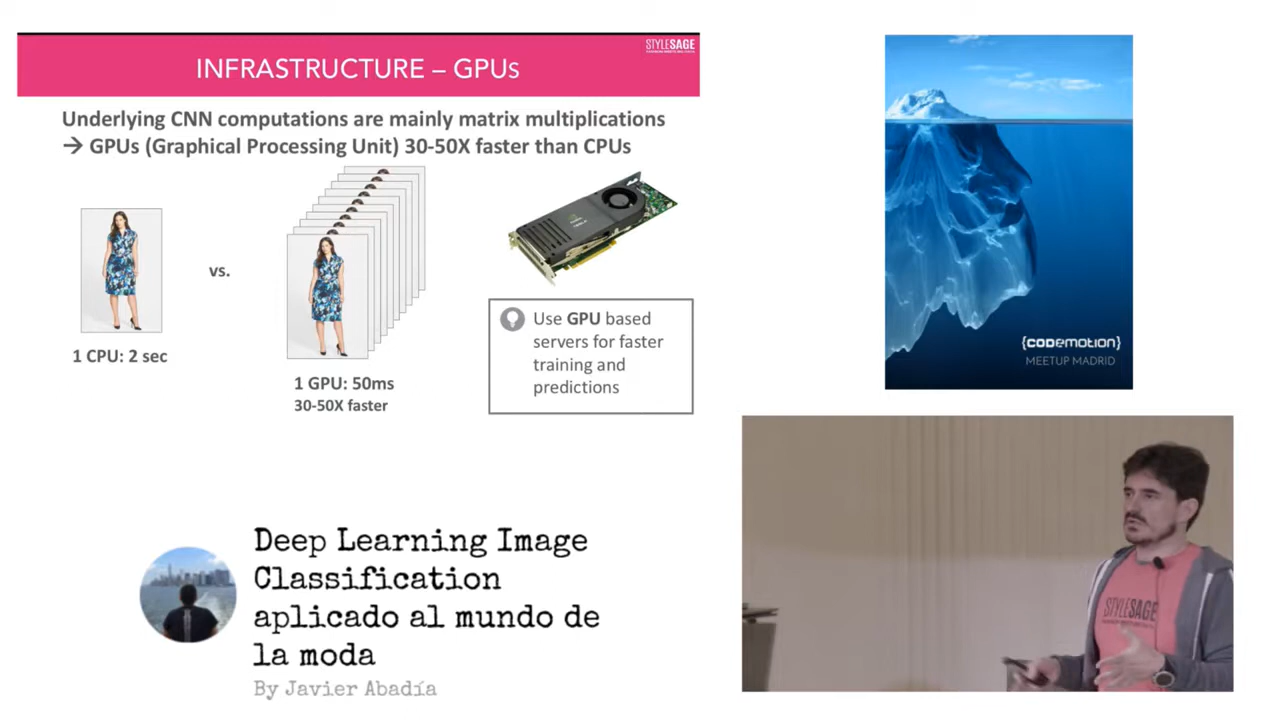 STYLESAGE
INFRASTRUCTURE – GPUs
Underlying CNN computations are mainly matrix multiplications
→ GPUs (Graphical Processing Unit) 30-50X faster than CPUs
vs.
1 CPU: 2 sec
1 GPU: 50ms
30-50X faster
Use GPU based
servers for faster
training and
predictions
{CODEMOTION}
MEETUP MADRID
STYLESAGE
Deep Learning Image
Classification
aplicado al mundo de
la moda
By Javier Abadía